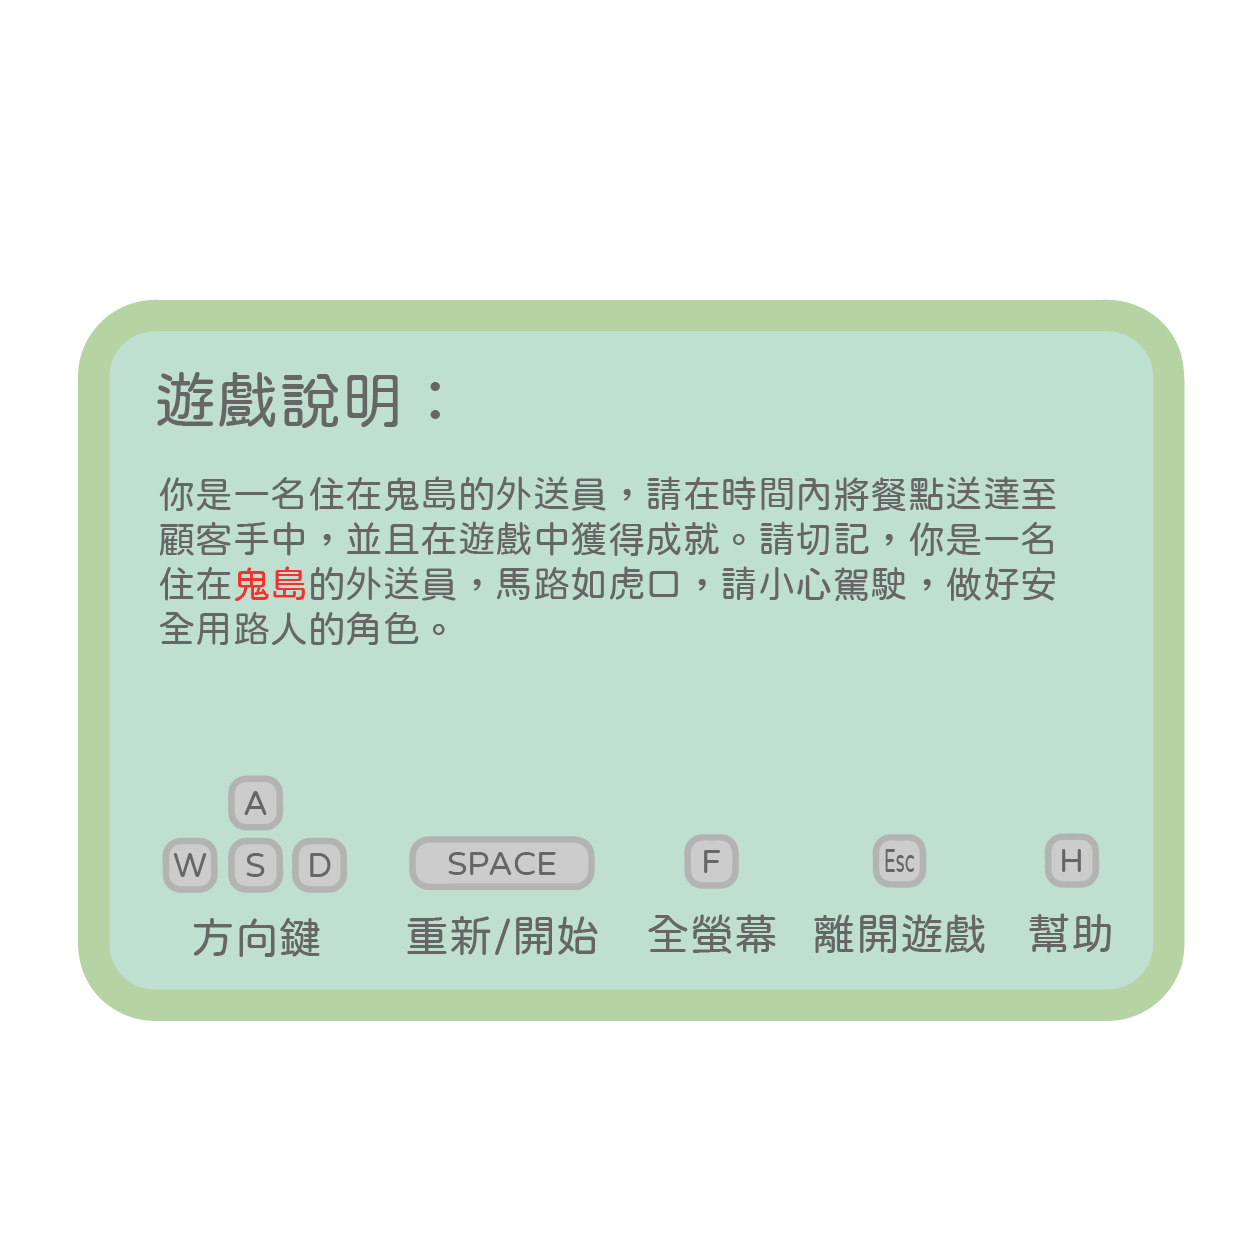 遊戲說明：
你是一名住在鬼島的外送員，請在時間內將餐點送達至
顧客手中，並且在遊戲中獲得成就。請切記，你是一名
住在鬼島的外送員，馬路如虎口，請小心駕駛，做好安
全用路人的角色。
A
W S D
SPACE
F
Esc
H
方向鍵
重新/開始
全螢幕
離開遊戲
幫助